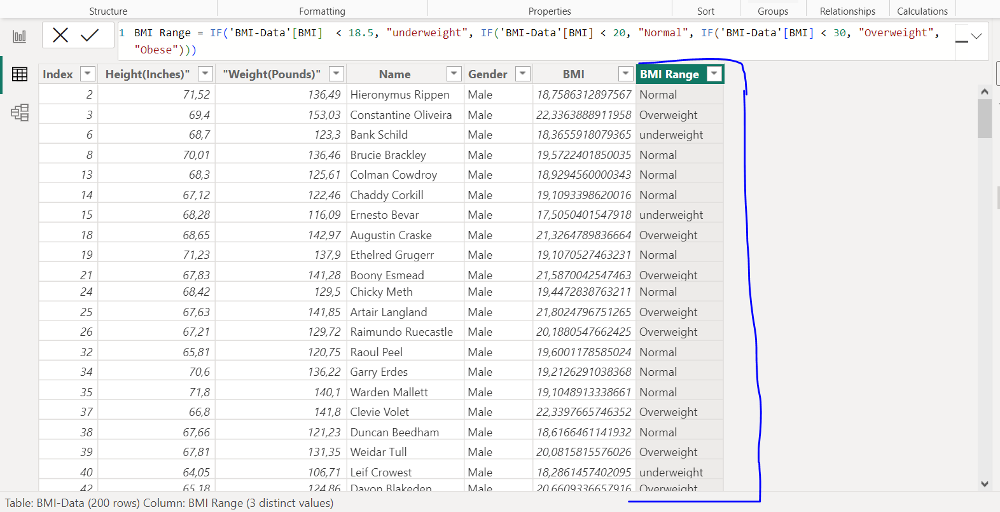 Structure Formatting Properties Sort Groups Relationships Calculations
1 BMI Range = IF('BMI-Data'[BMI]  < 18.5, "underweight", IF('BMI-Data'[BMI] < 20, "Normal", IF('BMI-Data'[BMI] < 30, "Overweight",
"Obese")))
Index Height(Inches)" "Weight(Pounds)" Name Gender BMI BMI Range
2 71,52 136,49 Hieronymus Rippen Male 18,7586312897567 Normal
3 69,4 153,03 Constantine Oliveira Male 22,3363888911958 Overweight
6 68,7 123,3 Bank Schild Male 18,3655918079365 underweight
8 70,01 136,46 Brucie Brackley Male 19,5722401850035 Normal
13 68,3 125,61 Colman Cowdroy Male 18,9294560000343 Normal
14 67,12 122,46 Chaddy Corkill Male 19,1093398620016 Normal
15 68,28 116,09 Ernesto Bevar Male 17,5050401547918 underweight
18 68,65 142,97 Augustin Craske Male 21,3264789836664 Overweight
19 71,23 137,9 Ethelred Grugerr Male 19,1070527463231 Normal
21 67,83 141,28 Boony Esmead Male 21,5870042547463 Overweight
24 68,42 129,5 Chicky Meth Male 19,4472838763211 Normal
25 67,63 141,85 Artair Langland Male 21,8024796751265 Overweight
26 67,21 129,72 Raimundo Ruecastle Male 20,1880547662425 Overweight
32 65,81 120,75 Raoul Peel Male 19,6001178585024 Normal
34 70,6 136,22 Garry Erdes Male 19,2126291038368 Normal
35 71,8 140,1 Warden Mallett Male 19,1048913338661 Normal
37 66,8 141,8 Clevie Volet Male 22,3397665746352 Overweight
38 67,66 121,23 Duncan Beedham Male 18,6166461141932 Normal
39 67,81 131,35 Weidar Tull Male 20,0815815576026 Overweight
40 64,05 106,71 Leif Crowest Male 18,2861457402095 underweight
42 65,18 124,86 Davon Blakeden Male 20,6609336657916 Overweight
Table: BMI-Data (200 rows) Column: BMI Range (3 distinct values)